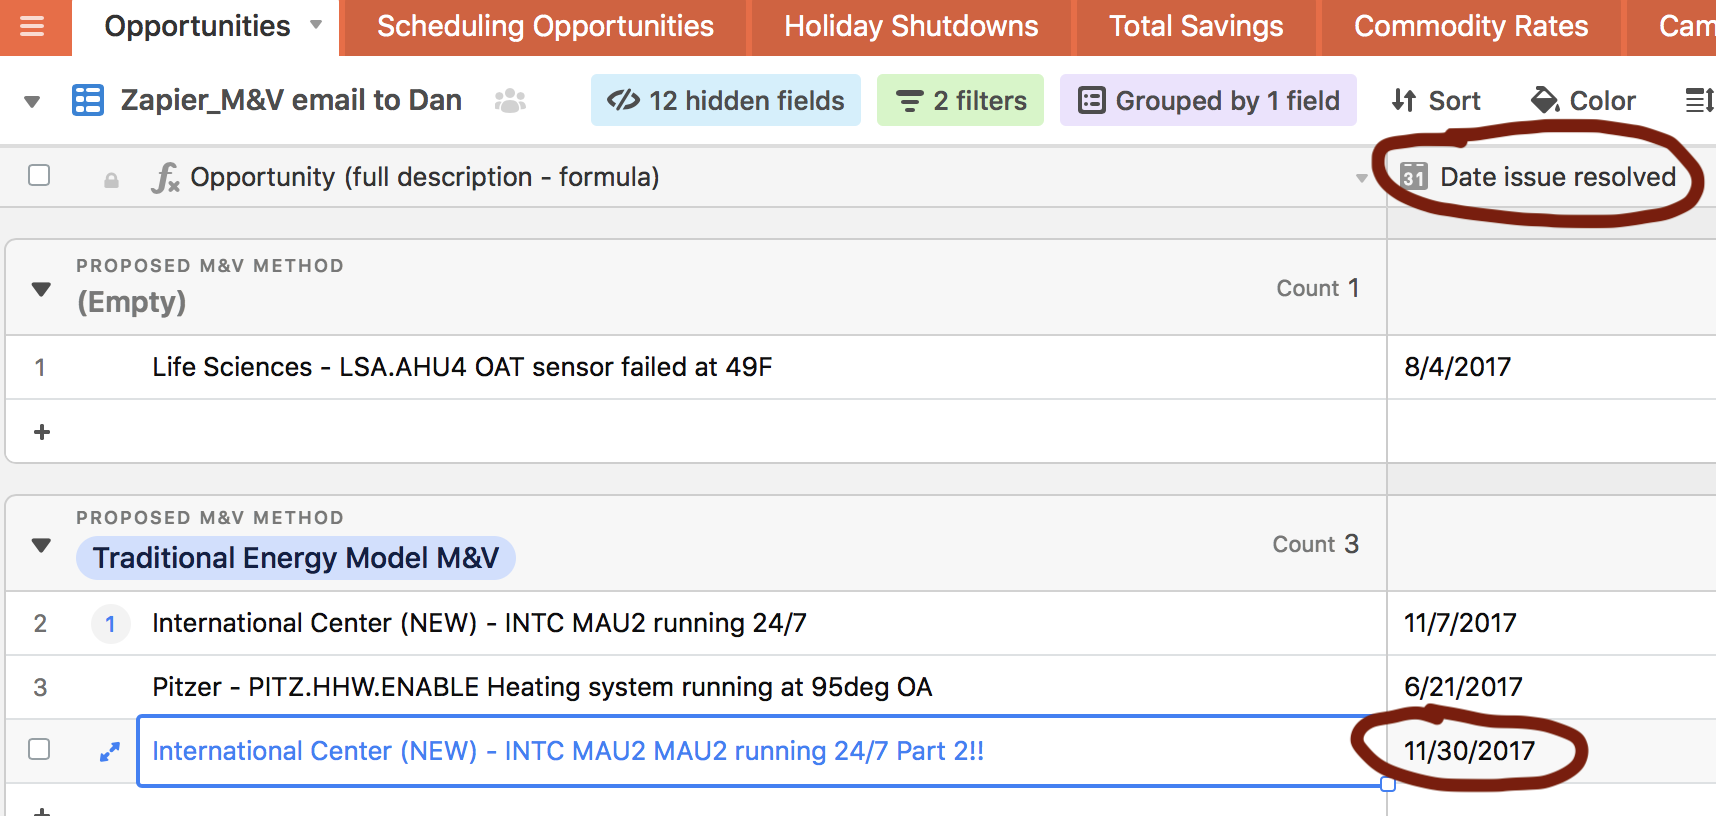 Opportunities Scheduling Opportunities Holiday Shutdowns Total Savings Commodity Rates Cam
Zapier_M&V email to Dan 12 hidden fields 2 filters Grouped by 1 field Sort Color
fx Opportunity (full description - formula) 31 Date issue resolved
PROPOSED M&V METHOD
(Empty) Count 1
1 Life Sciences - LSA.AHU4 OAT sensor failed at 49F 8/4/2017
+
PROPOSED M&V METHOD
Traditional Energy Model M&V Count 3
2 1 International Center (NEW) - INTC MAU2 running 24/7 11/7/2017
3 Pitzer - PITZ.HHW.ENABLE Heating system running at 95deg OA 6/21/2017
International Center (NEW) - INTC MAU2 MAU2 running 24/7 Part 2!! 11/30/2017
+